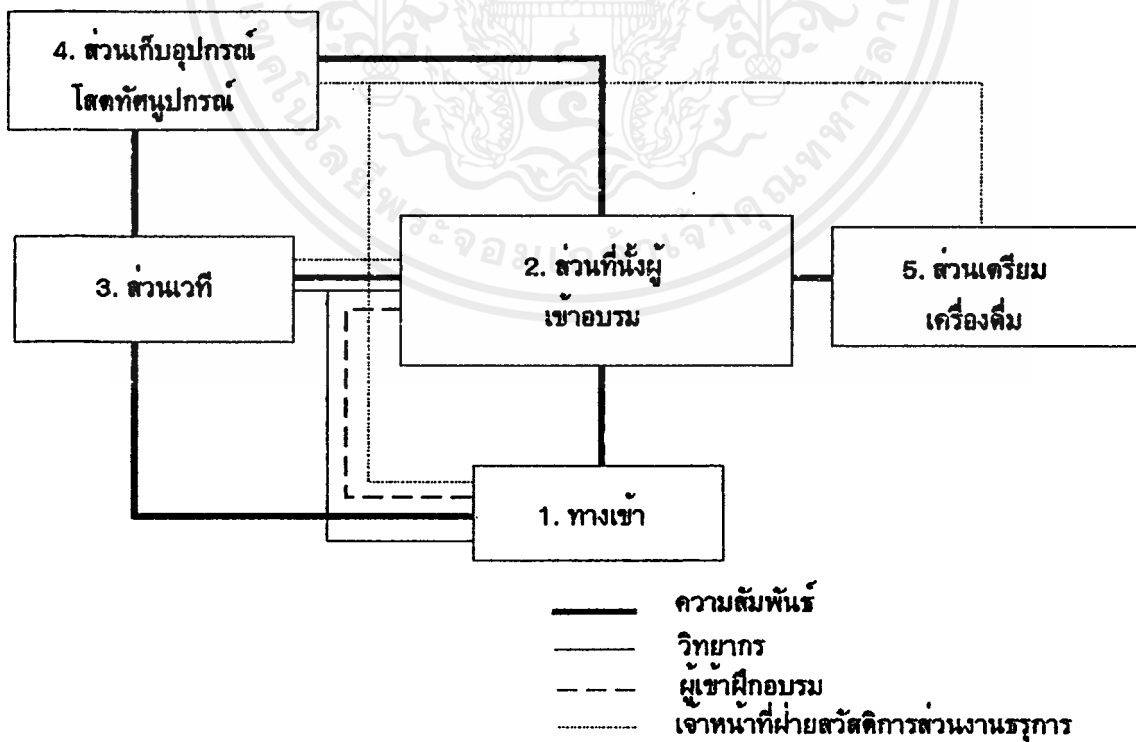 4. ส่วนเก็บอุปกรณ์
โสตทัศนูปกรณ์
3. ส่วนเวที
2. ส่วนที่นั่งผู้
เข้าอบรม
5. ส่วนเตรียม
เครื่องดื่ม
1. ทางเข้า
ความสัมพันธ์
วิทยากร
ผู้เข้าฝึกอบรม
เจ้าหน้าที่ฝ่ายสวัสดิการส่วนงานธุรการ